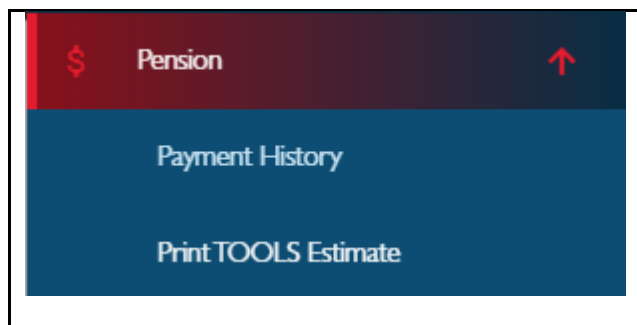 $ Pension
Payment History
Print TOOLS Estimate